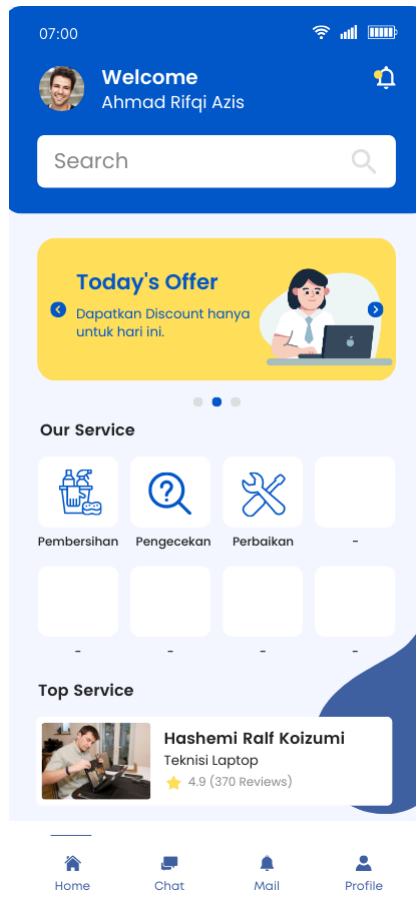 07:00
Welcome
Ahmad Rifqi Azis
Search
Today's Offer
Dapatkan Discount hanya
untuk hari ini.
Our Service
Pembersihan Pengecekan Perbaikan -
- - - -
Top Service
Hashemi Ralf Koizumi
Teknisi Laptop
4.9 (370 Reviews)
Home Chat Mail Profile